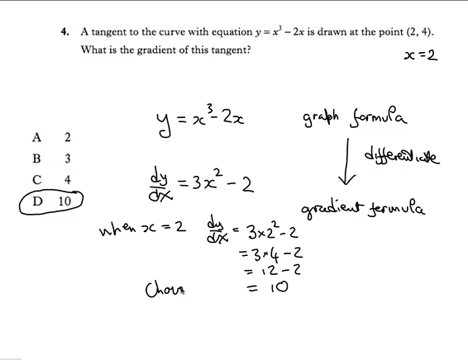 4. A tangent to the curve with equation y = x³ – 2x is drawn at the point (2, 4).
What is the gradient of this tangent?
x = 2
y = x³ - 2x
graph formula
differentiate
gradient formula
A 2
B 3
C 4
D 10
dy/dx = 3x² - 2
when x = 2 dy/dx = 3×2² - 2
= 3×4 - 2
= 12 - 2
= 10